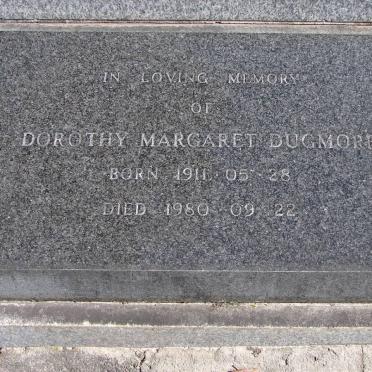 IN LOVING MEMORY
OF
DOROTHY MARGARET DUGMORE
BORN 1911 · 05 · 28
DIED · 1980 · 09 · 22